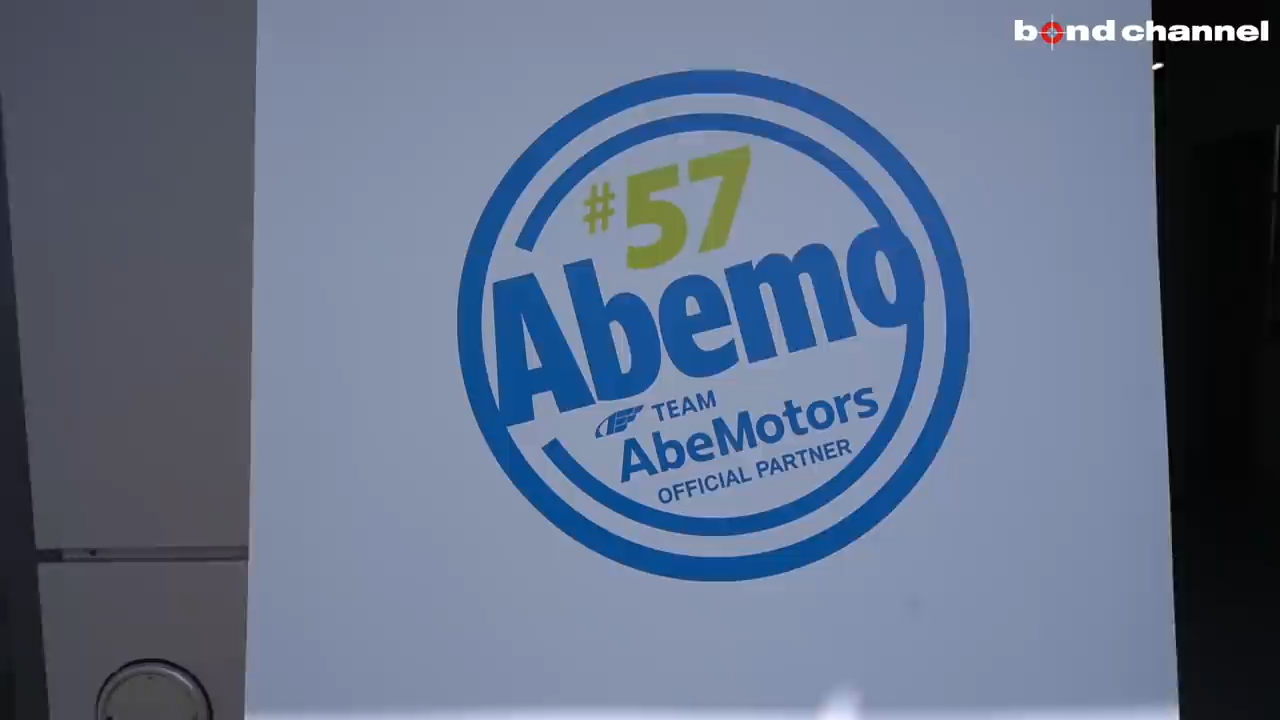 bond channel
#57
Abemo
TEAM
AbeMotors
OFFICIAL PARTNER